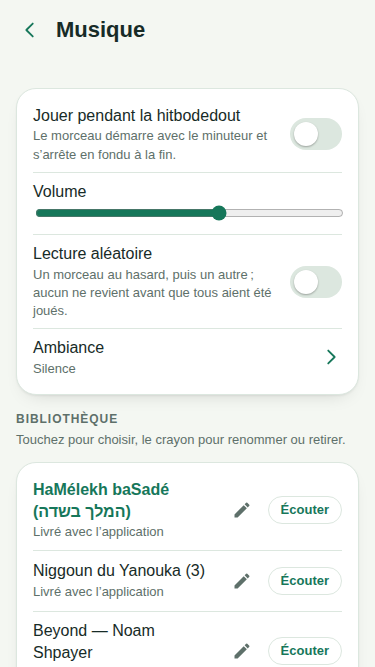 Musique
Jouer pendant la hitbodedout
Le morceau démarre avec le minuteur et
s’arrête en fondu à la fin.
Volume
Lecture aléatoire
Un morceau au hasard, puis un autre ;
aucun ne revient avant que tous aient été
joués.
Ambiance
Silence
BIBLIOTHÈQUE
Touchez pour choisir, le crayon pour renommer ou retirer.
HaMélekh baSadé
(המלך בשדה)
Livré avec l’application
Écouter
Niggoun du Yanouka (3)
Livré avec l’application
Écouter
Beyond — Noam
Shpayer
Écouter